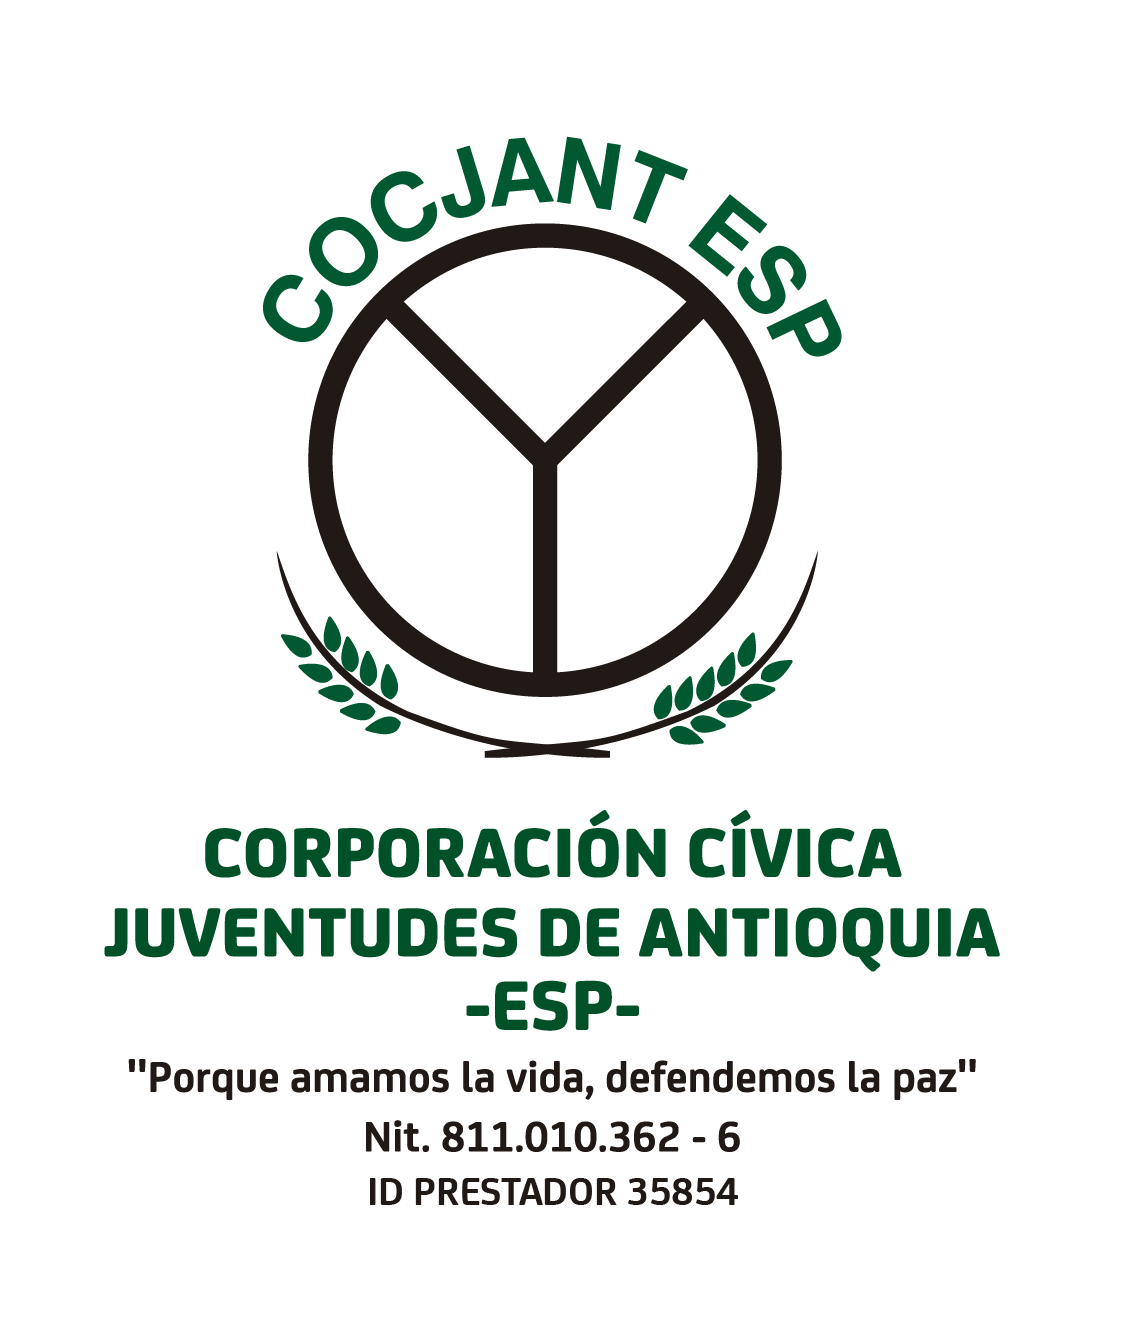 COCJANT ESP
CORPORACIÓN CÍVICA
JUVENTUDES DE ANTIOQUIA
-ESP-
"Porque amamos la vida, defendemos la paz"
Nit. 811.010.362 - 6
ID PRESTADOR 35854